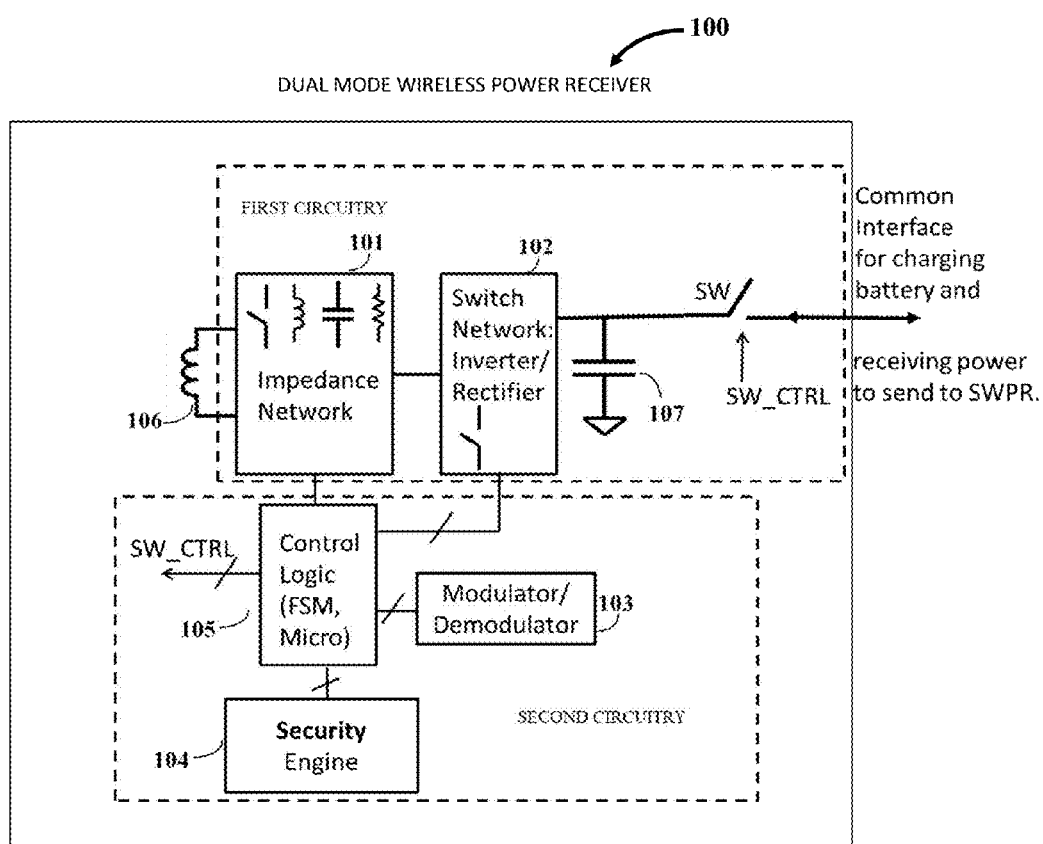 100
DUAL MODE WIRELESS POWER RECEIVER
FIRST CIRCUITRY
101
102
Common
Interface
for charging
battery and
receiving power
to send to SWPR.
Switch
Network:
Inverter/
Rectifier
SW
SW_CTRL
Impedance
Network
106
107
SW_CTRL
Control
Logic
(FSM,
Micro)
105
Modulator/
Demodulator
103
SECOND CIRCUITRY
Security
Engine
104